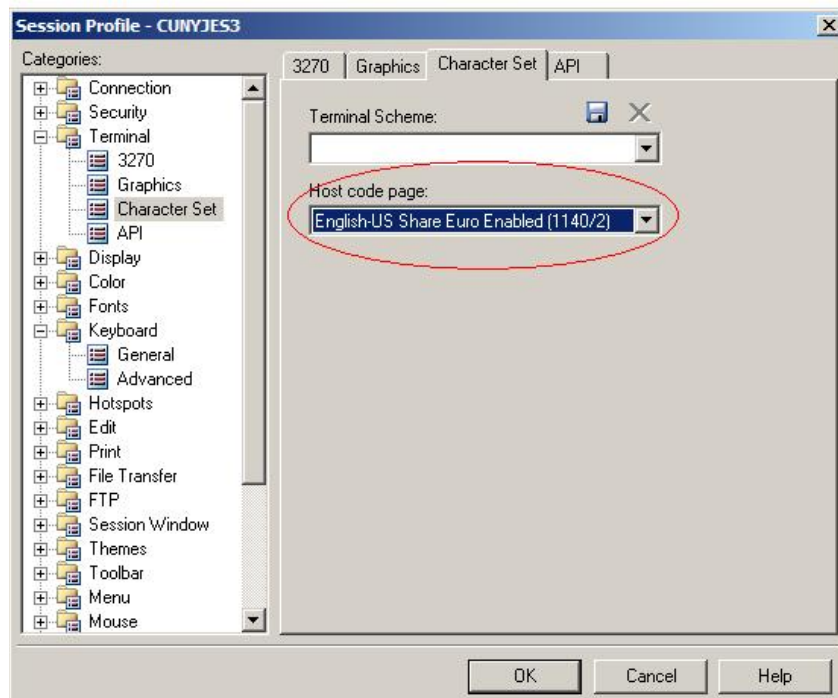 Session Profile - CUNYJES3
Categories:
Connection
Security
Terminal
3270
Graphics
Character Set
API
Display
Color
Fonts
Keyboard
General
Advanced
Hotspots
Edit
Print
File Transfer
FTP
Session Window
Themes
Toolbar
Menu
Mouse
3270 Graphics Character Set API
Terminal Scheme:
Host code page:
English-US Share Euro Enabled (1140/2)
OK Cancel Help